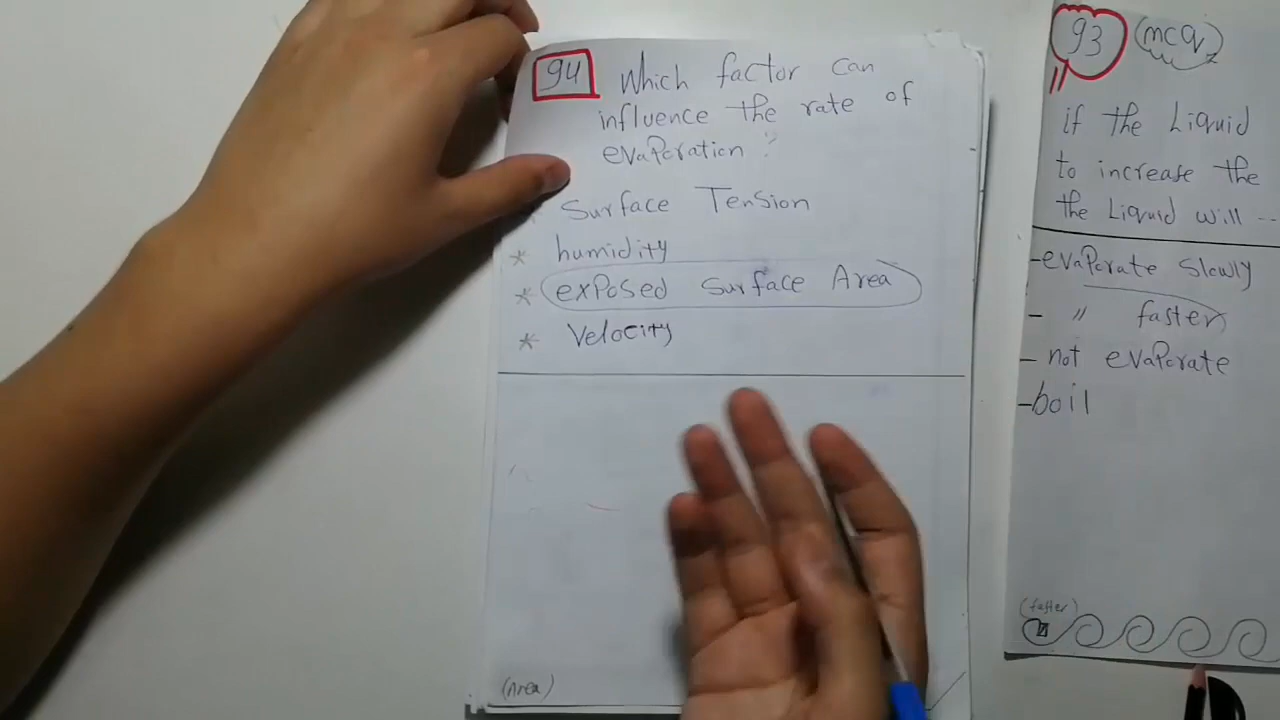 94 Which factor can
influence the rate of
evaporation ?
* Surface Tension
* humidity
* exposed Surface Area
* Velocity
(Area)
93 (mcq)
if the Liquid
to increase the
the Liquid will --
- evaporate Slowly
- " faster
- not evaporate
- boil
(faster)